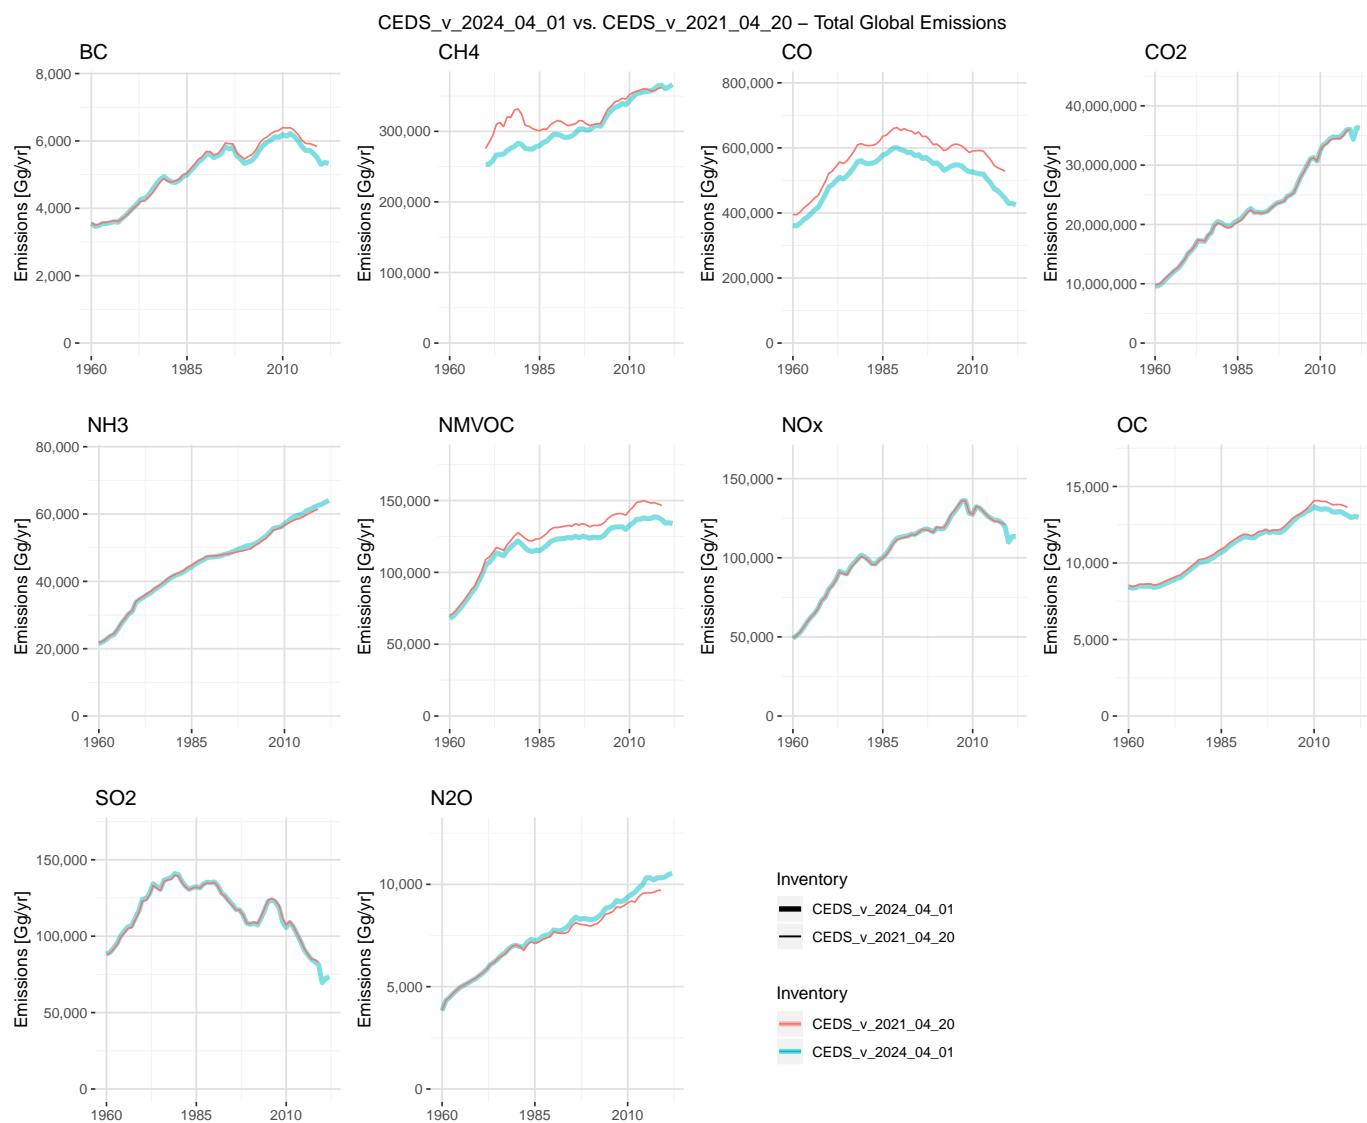 CEDS_v_2024_04_01 vs. CEDS_v_2021_04_20 – Total Global Emissions
BC
Emissions [Gg/yr]
8,000
6,000
4,000
2,000
0
1960 1985 2010
CH4
Emissions [Gg/yr]
300,000
200,000
100,000
0
1960 1985 2010
CO
Emissions [Gg/yr]
800,000
600,000
400,000
200,000
0
1960 1985 2010
CO2
Emissions [Gg/yr]
40,000,000
30,000,000
20,000,000
10,000,000
0
1960 1985 2010
NH3
Emissions [Gg/yr]
80,000
60,000
40,000
20,000
0
1960 1985 2010
NMVOC
Emissions [Gg/yr]
150,000
100,000
50,000
0
1960 1985 2010
NOx
Emissions [Gg/yr]
150,000
100,000
50,000
0
1960 1985 2010
OC
Emissions [Gg/yr]
15,000
10,000
5,000
0
1960 1985 2010
SO2
Emissions [Gg/yr]
150,000
100,000
50,000
0
1960 1985 2010
N2O
Emissions [Gg/yr]
10,000
5,000
0
1960 1985 2010
Inventory
CEDS_v_2024_04_01
CEDS_v_2021_04_20
Inventory
CEDS_v_2021_04_20
CEDS_v_2024_04_01